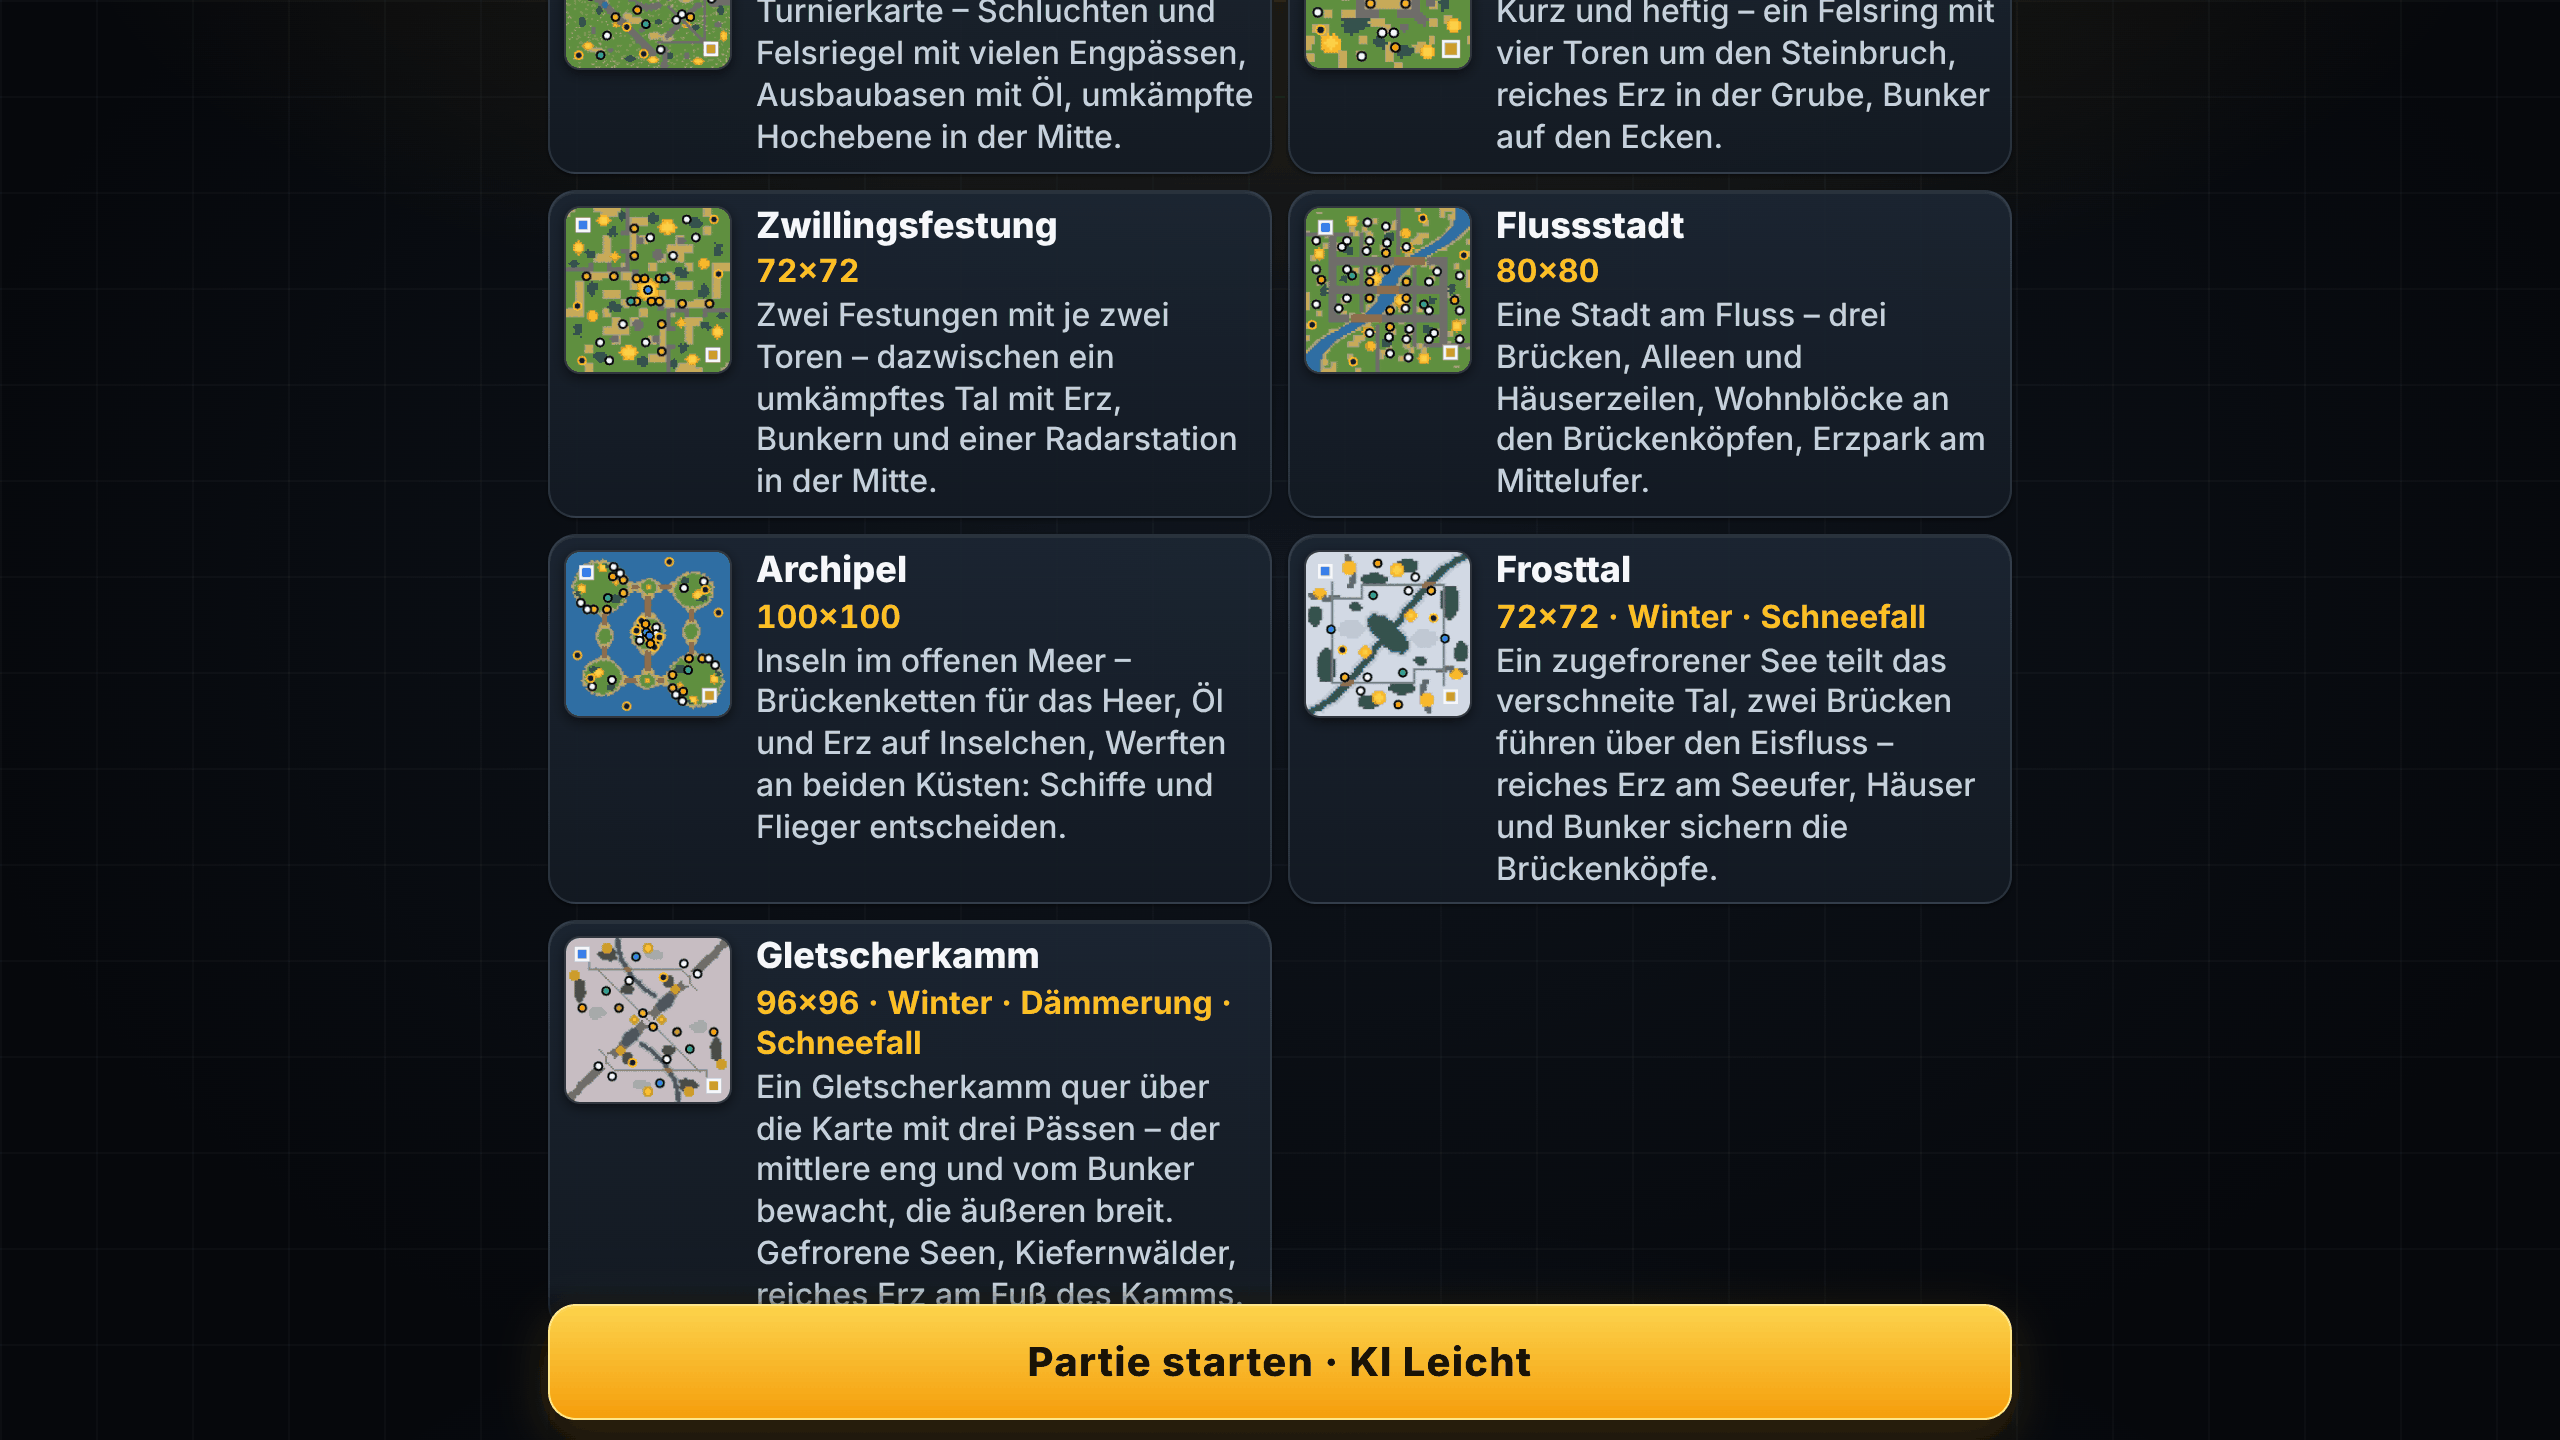 Turnierkarte – Schluchten und
Felsriegel mit vielen Engpässen,
Ausbaubasen mit Öl, umkämpfte
Hochebene in der Mitte.
Kurz und heftig – ein Felsring mit
vier Toren um den Steinbruch,
reiches Erz in der Grube, Bunker
auf den Ecken.
Zwillingsfestung
72×72
Zwei Festungen mit je zwei
Toren – dazwischen ein
umkämpftes Tal mit Erz,
Bunkern und einer Radarstation
in der Mitte.
Flussstadt
80×80
Eine Stadt am Fluss – drei
Brücken, Alleen und
Häuserzeilen, Wohnblöcke an
den Brückenköpfen, Erzpark am
Mittelufer.
Archipel
100×100
Inseln im offenen Meer –
Brückenketten für das Heer, Öl
und Erz auf Inselchen, Werften
an beiden Küsten: Schiffe und
Flieger entscheiden.
Frosttal
72×72 · Winter · Schneefall
Ein zugefrorener See teilt das
verschneite Tal, zwei Brücken
führen über den Eisfluss –
reiches Erz am Seeufer, Häuser
und Bunker sichern die
Brückenköpfe.
Gletscherkamm
96×96 · Winter · Dämmerung ·
Schneefall
Ein Gletscherkamm quer über
die Karte mit drei Pässen – der
mittlere eng und vom Bunker
bewacht, die äußeren breit.
Gefrorene Seen, Kiefernwälder,
reiches Erz am Fuß des Kamms.
Partie starten · KI Leicht